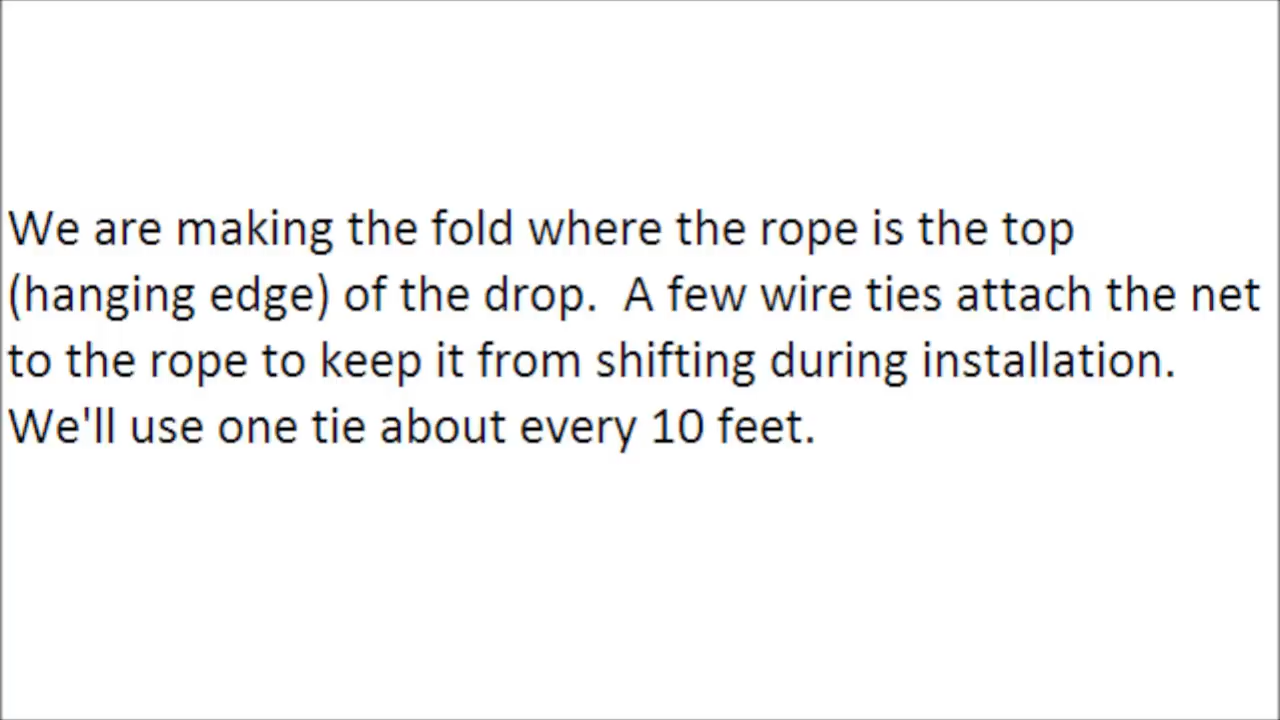 We are making the fold where the rope is the top
(hanging edge) of the drop.  A few wire ties attach the net
to the rope to keep it from shifting during installation.
We'll use one tie about every 10 feet.